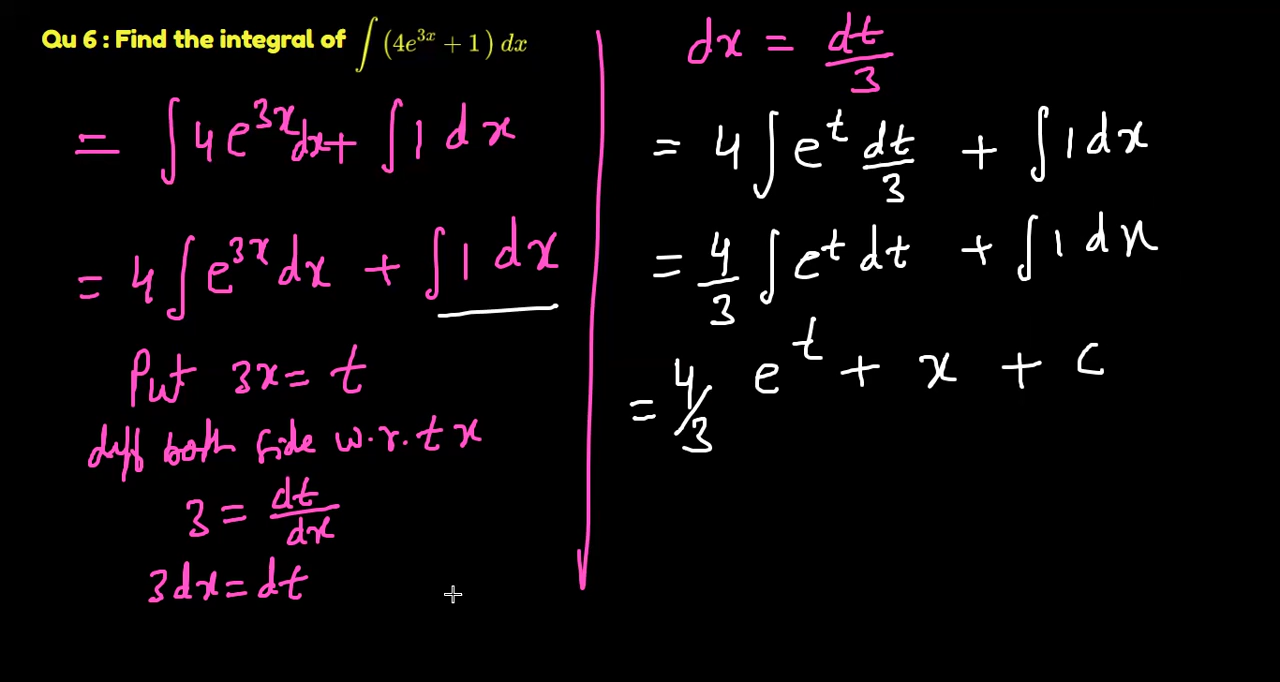 Qu 6 : Find the integral of ∫ (4e^{3x} + 1) dx
= ∫ 4 e^{3x} dx + ∫ 1 dx
= 4 ∫ e^{3x} dx + ∫ 1 dx
Put 3x = t
diff both side w.r.t x
3 = dt/dx
3dx = dt
dx = dt/3
= 4 ∫ e^t dt/3 + ∫ 1 dx
= 4/3 ∫ e^t dt + ∫ 1 dx
= 4/3 e^t + x + c